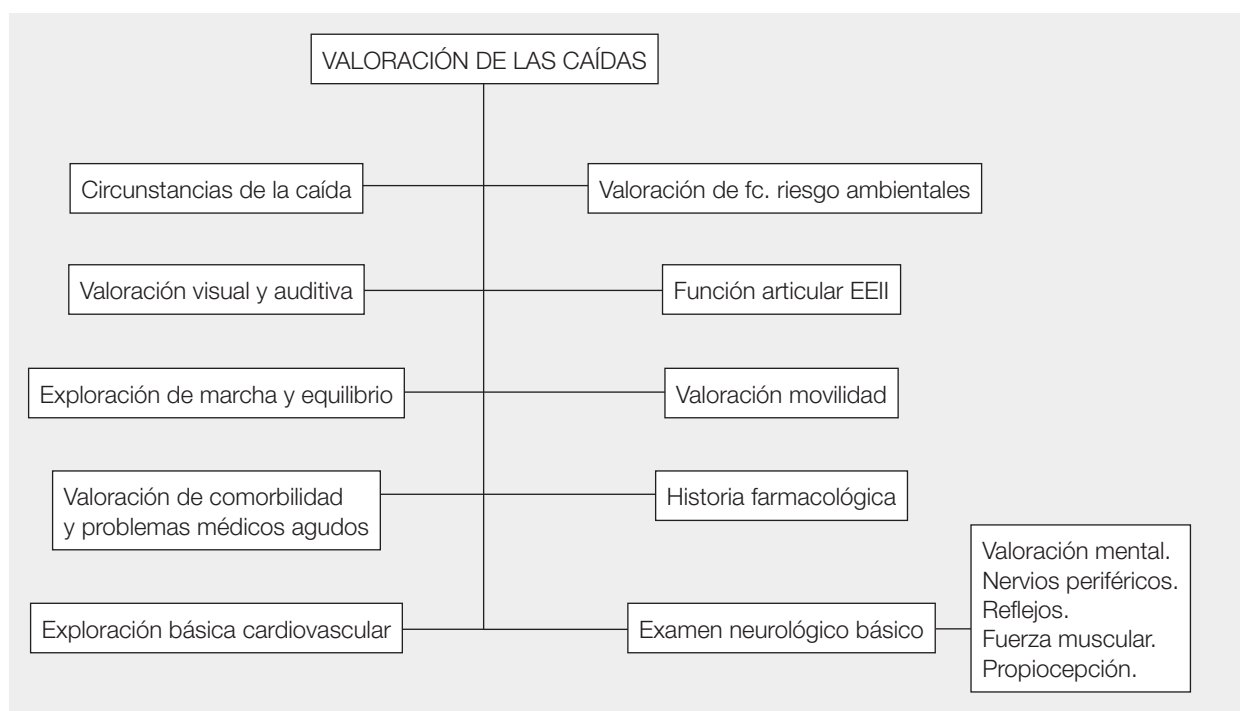 VALORACIÓN DE LAS CAÍDAS
Circunstancias de la caída
Valoración de fc. riesgo ambientales
Valoración visual y auditiva
Función articular EEII
Exploración de marcha y equilibrio
Valoración movilidad
Valoración de comorbilidad
y problemas médicos agudos
Historia farmacológica
Exploración básica cardiovascular
Examen neurológico básico
Valoración mental.
Nervios periféricos.
Reflejos.
Fuerza muscular.
Propiocepción.